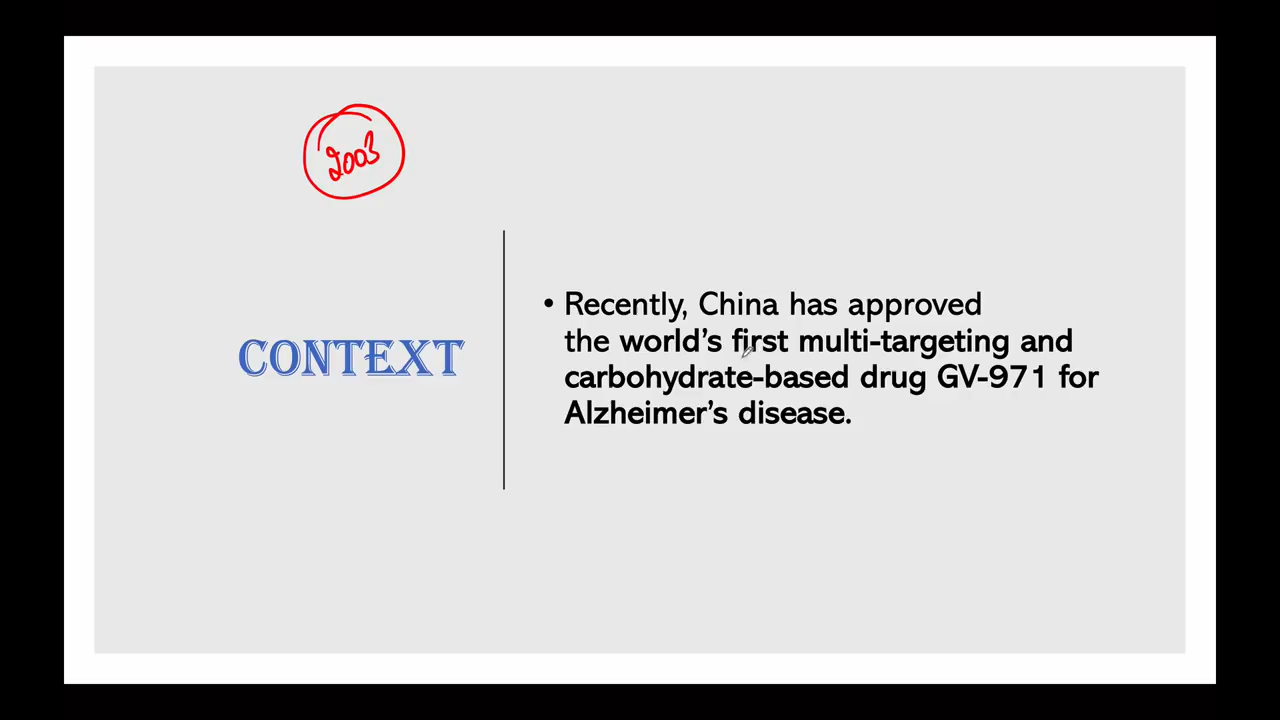 2003
CONTEXT
• Recently, China has approved
the world's first multi-targeting and
carbohydrate-based drug GV-971 for
Alzheimer's disease.